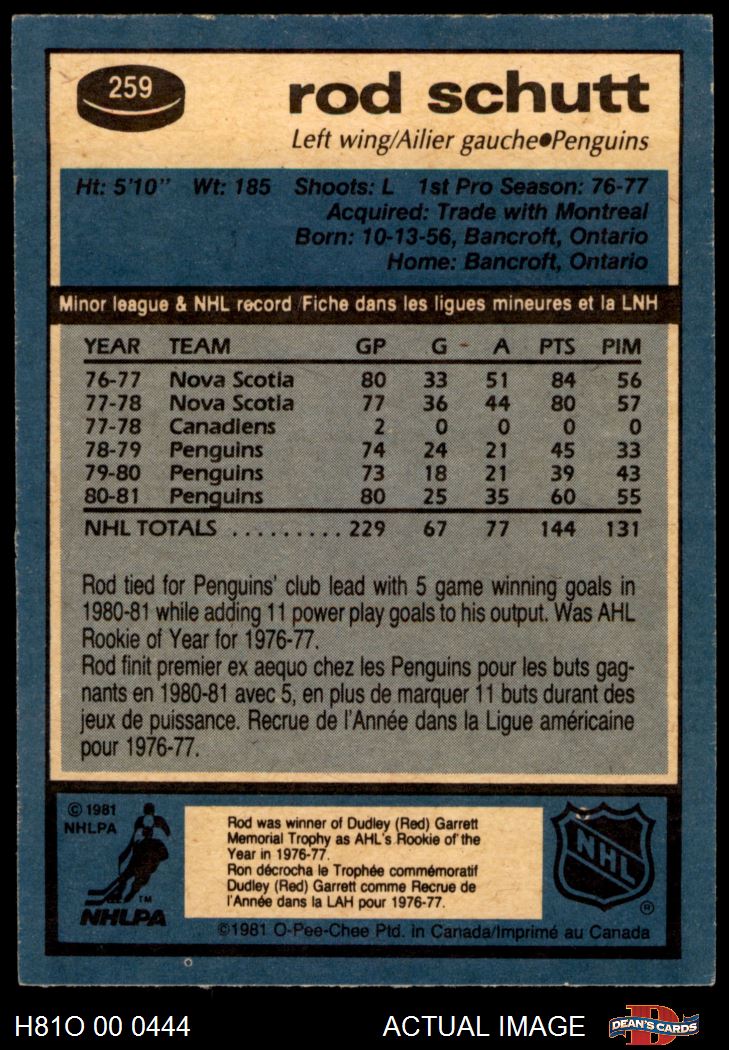 259
rod schutt
Left wing/Ailier gauche●Penguins
Ht: 5'10" Wt: 185 Shoots: L 1st Pro Season: 76-77
Acquired: Trade with Montreal
Born: 10-13-56, Bancroft, Ontario
Home: Bancroft, Ontario
Minor league & NHL record/Fiche dans les ligues mineures et la LNH
YEAR TEAM GP G A PTS PIM
76-77 Nova Scotia 80 33 51 84 56
77-78 Nova Scotia 77 36 44 80 57
77-78 Canadiens 2 0 0 0 0
78-79 Penguins 74 24 21 45 33
79-80 Penguins 73 18 21 39 43
80-81 Penguins 80 25 35 60 55
NHL TOTALS ......... 229 67 77 144 131
Rod tied for Penguins' club lead with 5 game winning goals in
1980-81 while adding 11 power play goals to his output. Was AHL
Rookie of Year for 1976-77.
Rod finit premier ex aequo chez les Penguins pour les buts gag-
nants en 1980-81 avec 5, en plus de marquer 11 buts durant des
jeux de puissance. Recrue de l'Année dans la Ligue américaine
pour 1976-77.
© 1981
NHLPA
TM
NHLPA
Rod was winner of Dudley (Red) Garrett
Memorial Trophy as AHL's Rookie of the
Year in 1976-77.
Ron décrocha le Trophée commémoratif
Dudley (Red) Garrett comme Recrue de
l'Année dans la LAH pour 1976-77.
NHL
®
©1981 O-Pee-Chee Ptd. in Canada/Imprimé au Canada
H81O 00 0444 ACTUAL IMAGE
D
DEAN'S CARDS